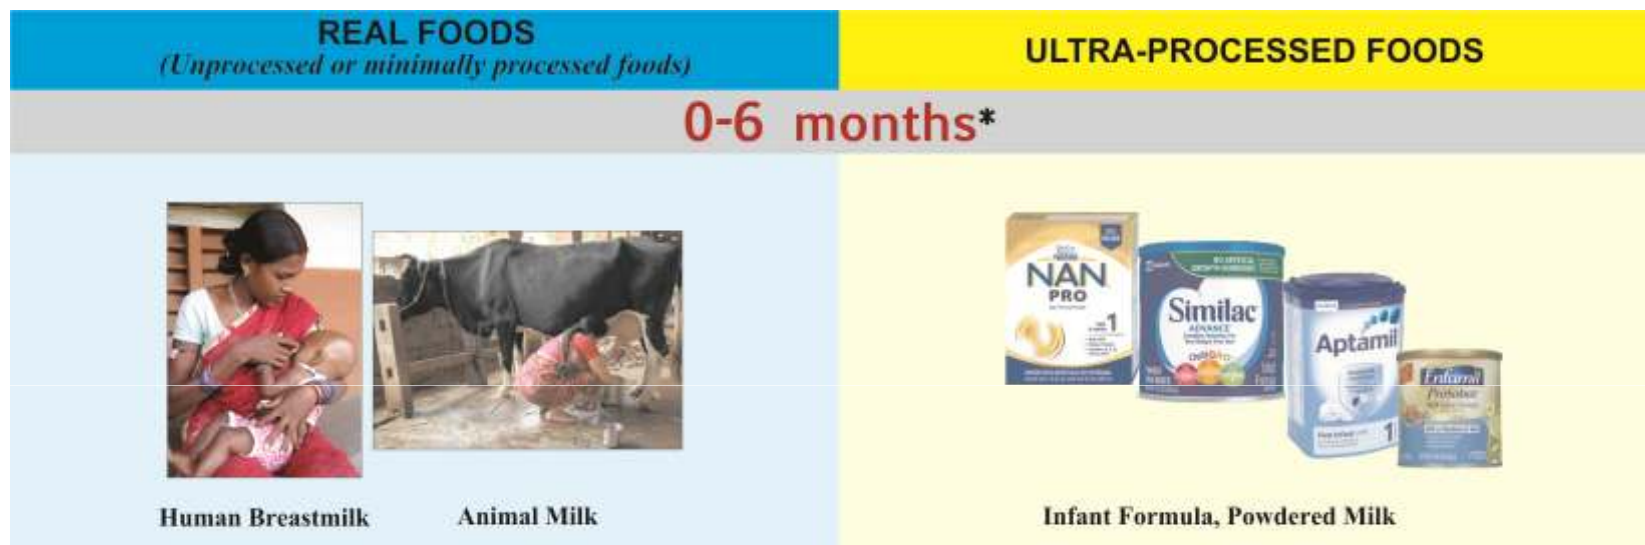 REAL FOODS
(Unprocessed or minimally processed foods)
ULTRA-PROCESSED FOODS
0-6 months*
NAN
PRO
1
Similac
ADVANCE
Aptamil
1
Enfamil
Human Breastmilk
Animal Milk
Infant Formula, Powdered Milk